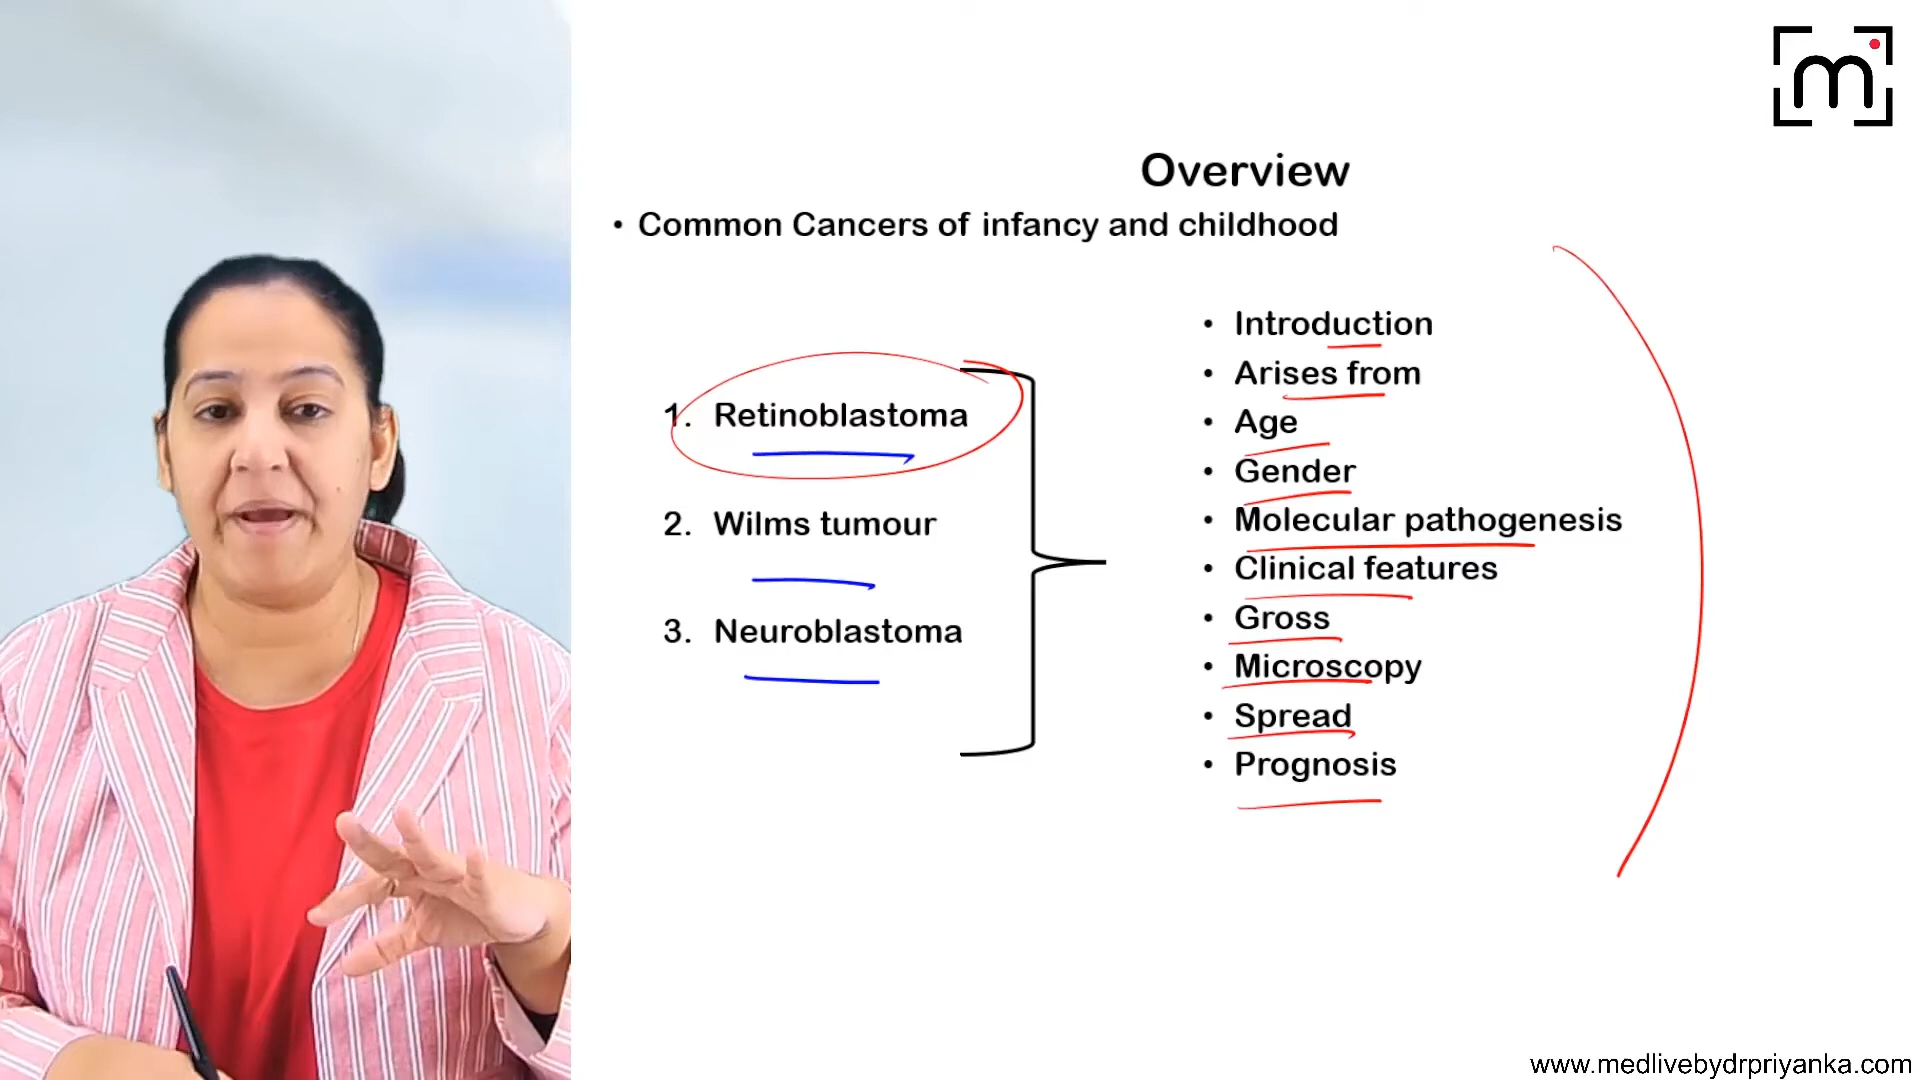 m
Overview
• Common Cancers of infancy and childhood
1. Retinoblastoma
2. Wilms tumour
3. Neuroblastoma
• Introduction
• Arises from
• Age
• Gender
• Molecular pathogenesis
• Clinical features
• Gross
• Microscopy
• Spread
• Prognosis
www.medlivebydrpriyanka.com